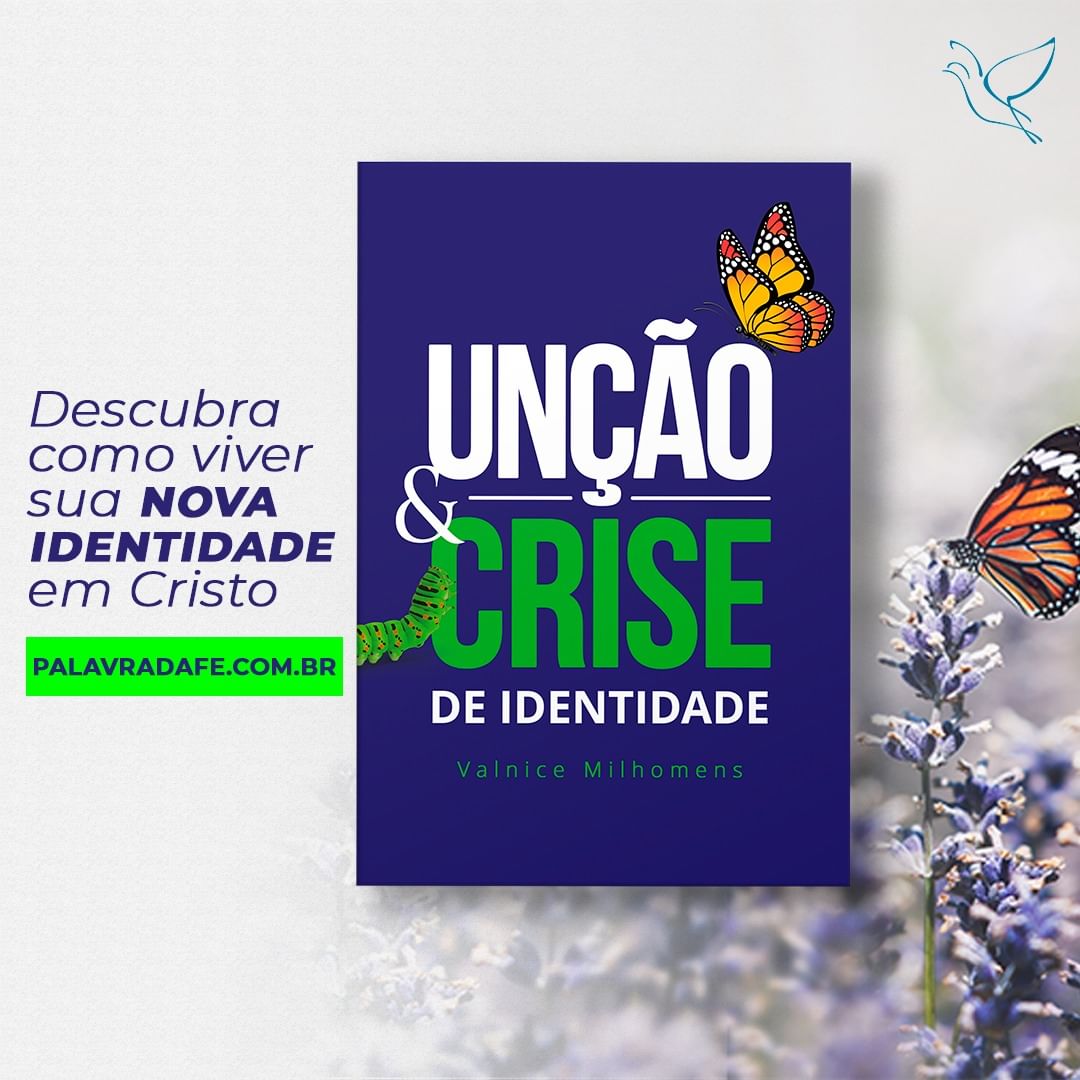 Descubra
como viver
sua NOVA
IDENTIDADE
em Cristo
PALAVRADAFE.COM.BR
UNÇÃO
& CRISE
DE IDENTIDADE
Valnice Milhomens